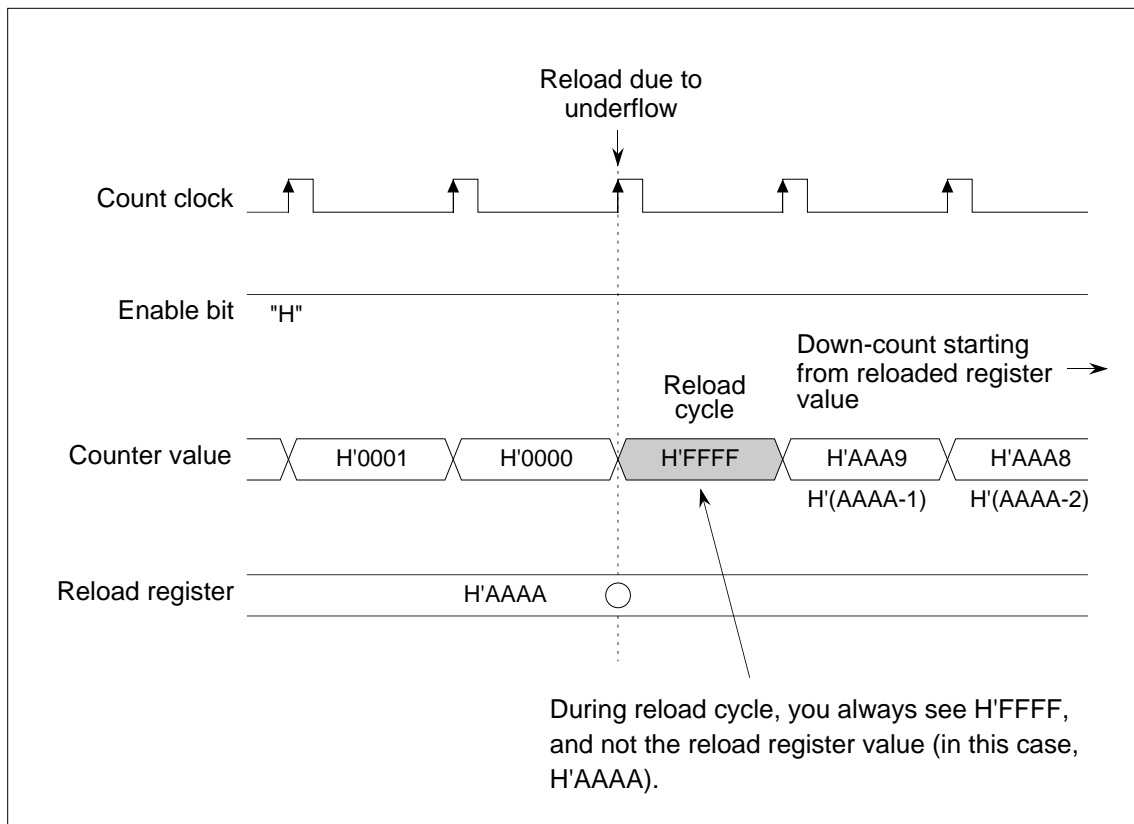 Reload due to
underflow
Count clock
Enable bit
"H"
Down-count starting
from reloaded register
value
Reload
cycle
Counter value
H'0001
H'0000
H'FFFF
H'AAA9
H'AAA8
H'(AAAA-1)
H'(AAAA-2)
Reload register
H'AAAA
During reload cycle, you always see H'FFFF,
and not the reload register value (in this case,
H'AAAA).